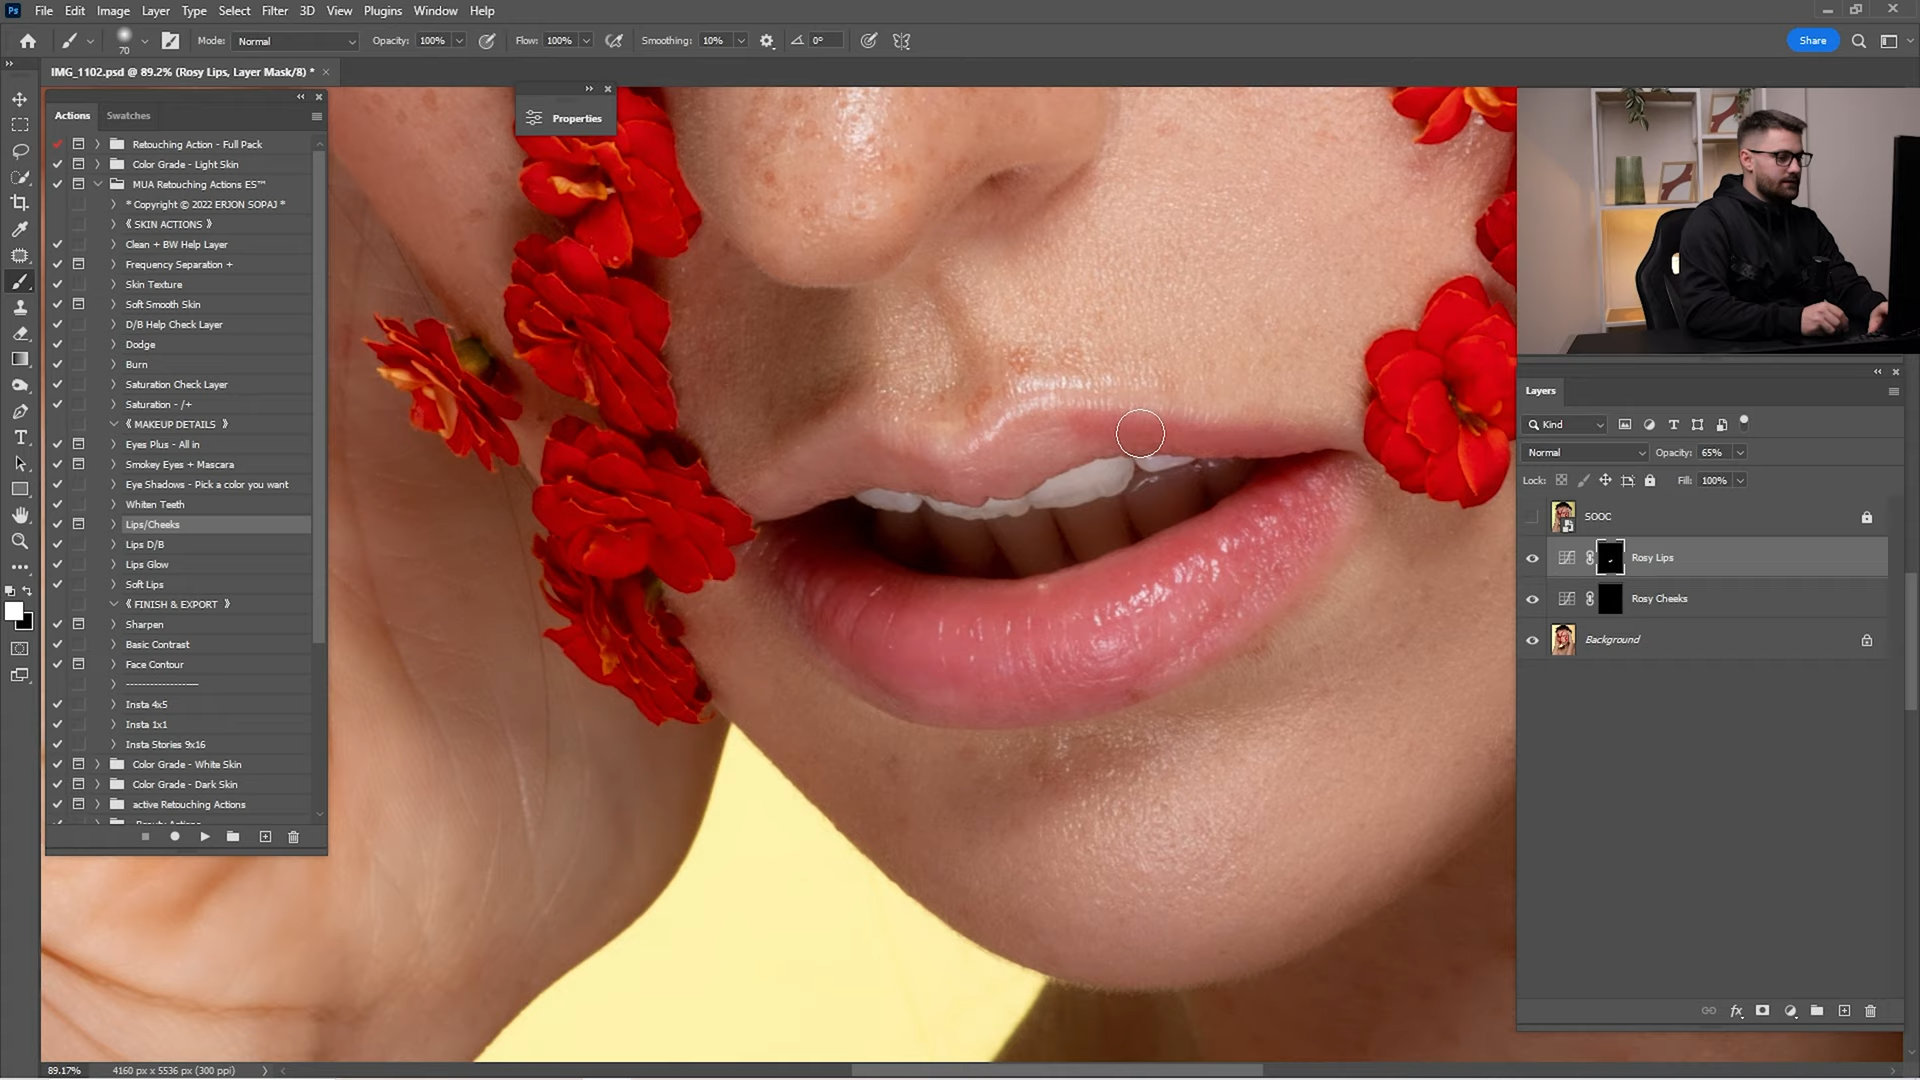 Ps File Edit Image Layer Type Select Filter 3D View Plugins Window Help
70 Mode: Normal Opacity: 100% Flow: 100% Smoothing: 10% 0° Share
IMG_1102.psd @ 89.2% (Rosy Lips, Layer Mask/8) *
Actions Swatches
Retouching Action - Full Pack
Color Grade - Light Skin
MUA Retouching Actions ES™
* Copyright © 2022 ERJON SOPAJ *
《 SKIN ACTIONS 》
Clean + BW Help Layer
Frequency Separation +
Skin Texture
Soft Smooth Skin
D/B Help Check Layer
Dodge
Burn
Saturation Check Layer
Saturation - /+
《 MAKEUP DETAILS 》
Eyes Plus - All in
Smokey Eyes + Mascara
Eye Shadows - Pick a color you want
Whiten Teeth
Lips/Cheeks
Lips D/B
Lips Glow
Soft Lips
《 FINISH & EXPORT 》
Sharpen
Basic Contrast
Face Contour
-------------------
Insta 4x5
Insta 1x1
Insta Stories 9x16
Color Grade - White Skin
Color Grade - Dark Skin
active Retouching Actions
Properties
Layers
Kind
Normal Opacity: 65%
Lock: Fill: 100%
SOOC
Rosy Lips
Rosy Cheeks
Background
fx
89.17% 4160 px x 5536 px (300 ppi)